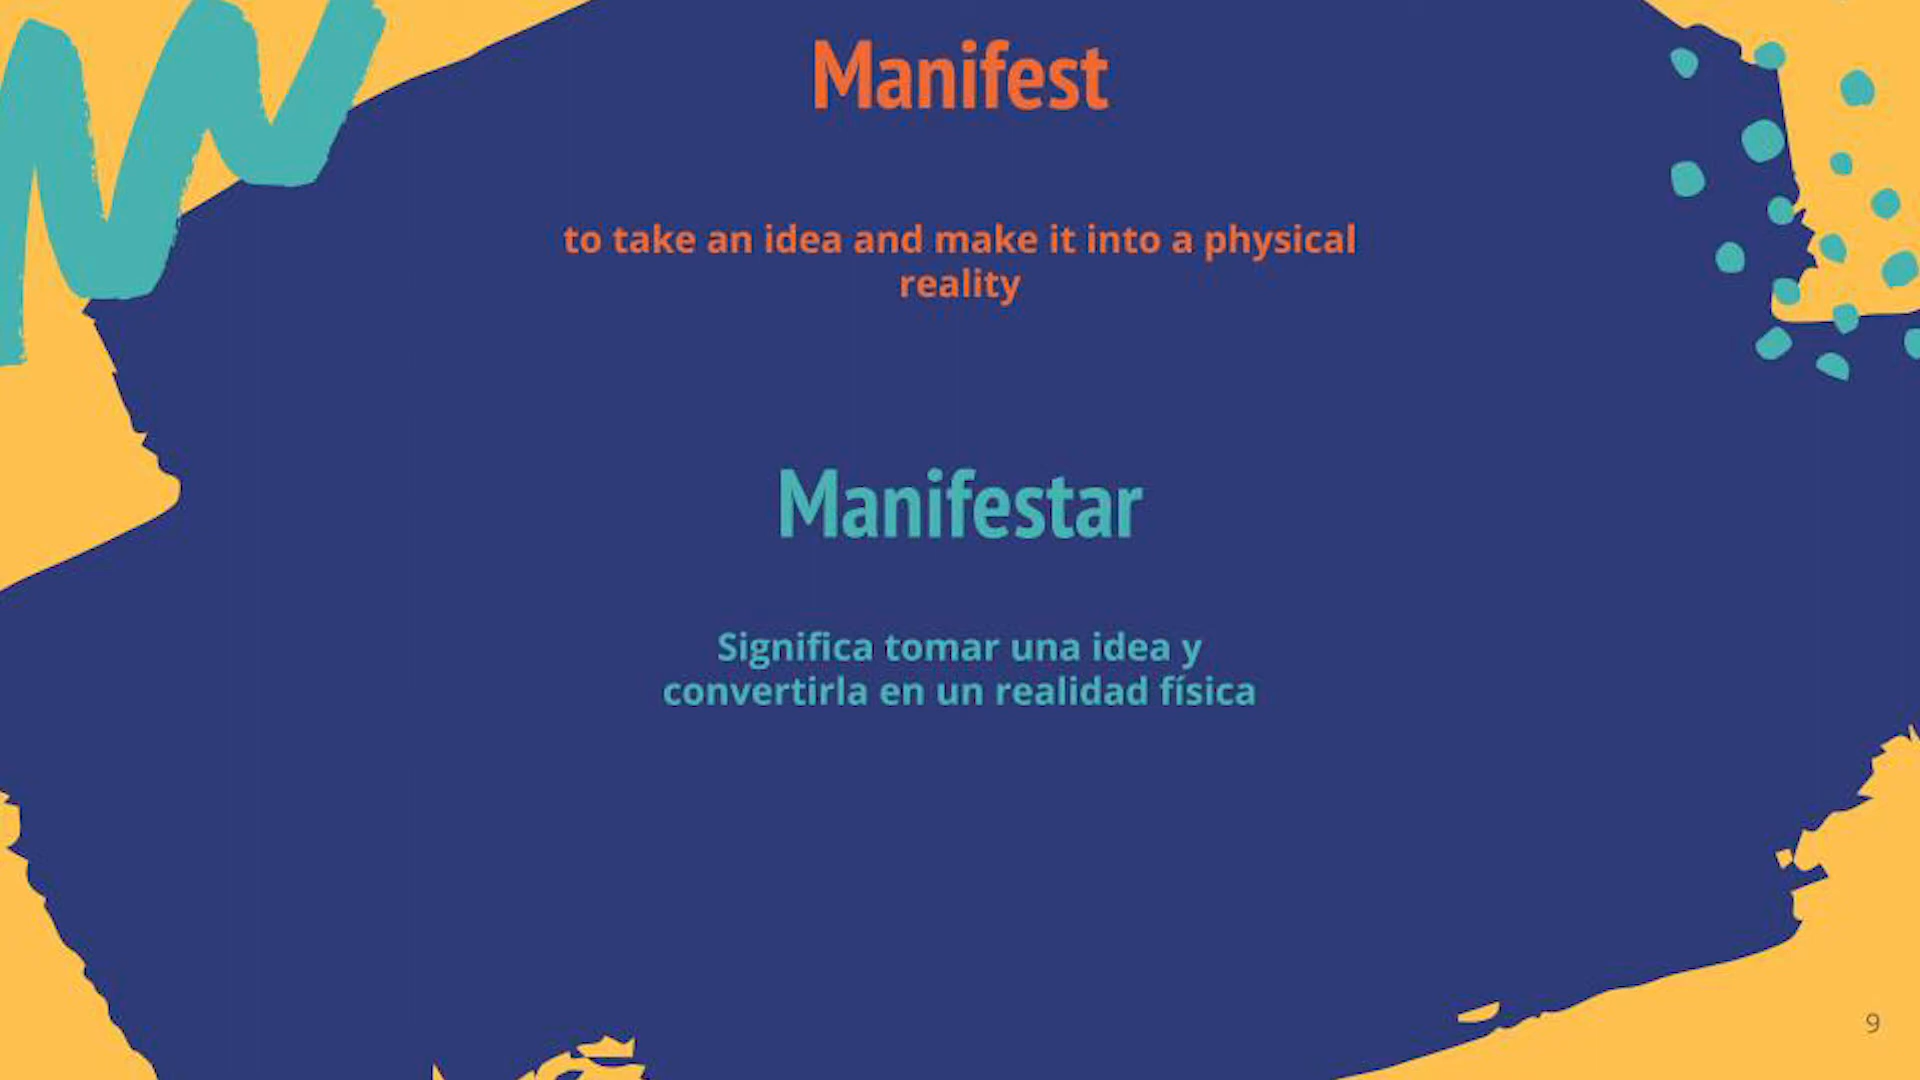 Manifest
to take an idea and make it into a physical
reality
Manifestar
Significa tomar una idea y
convertirla en un realidad física
9